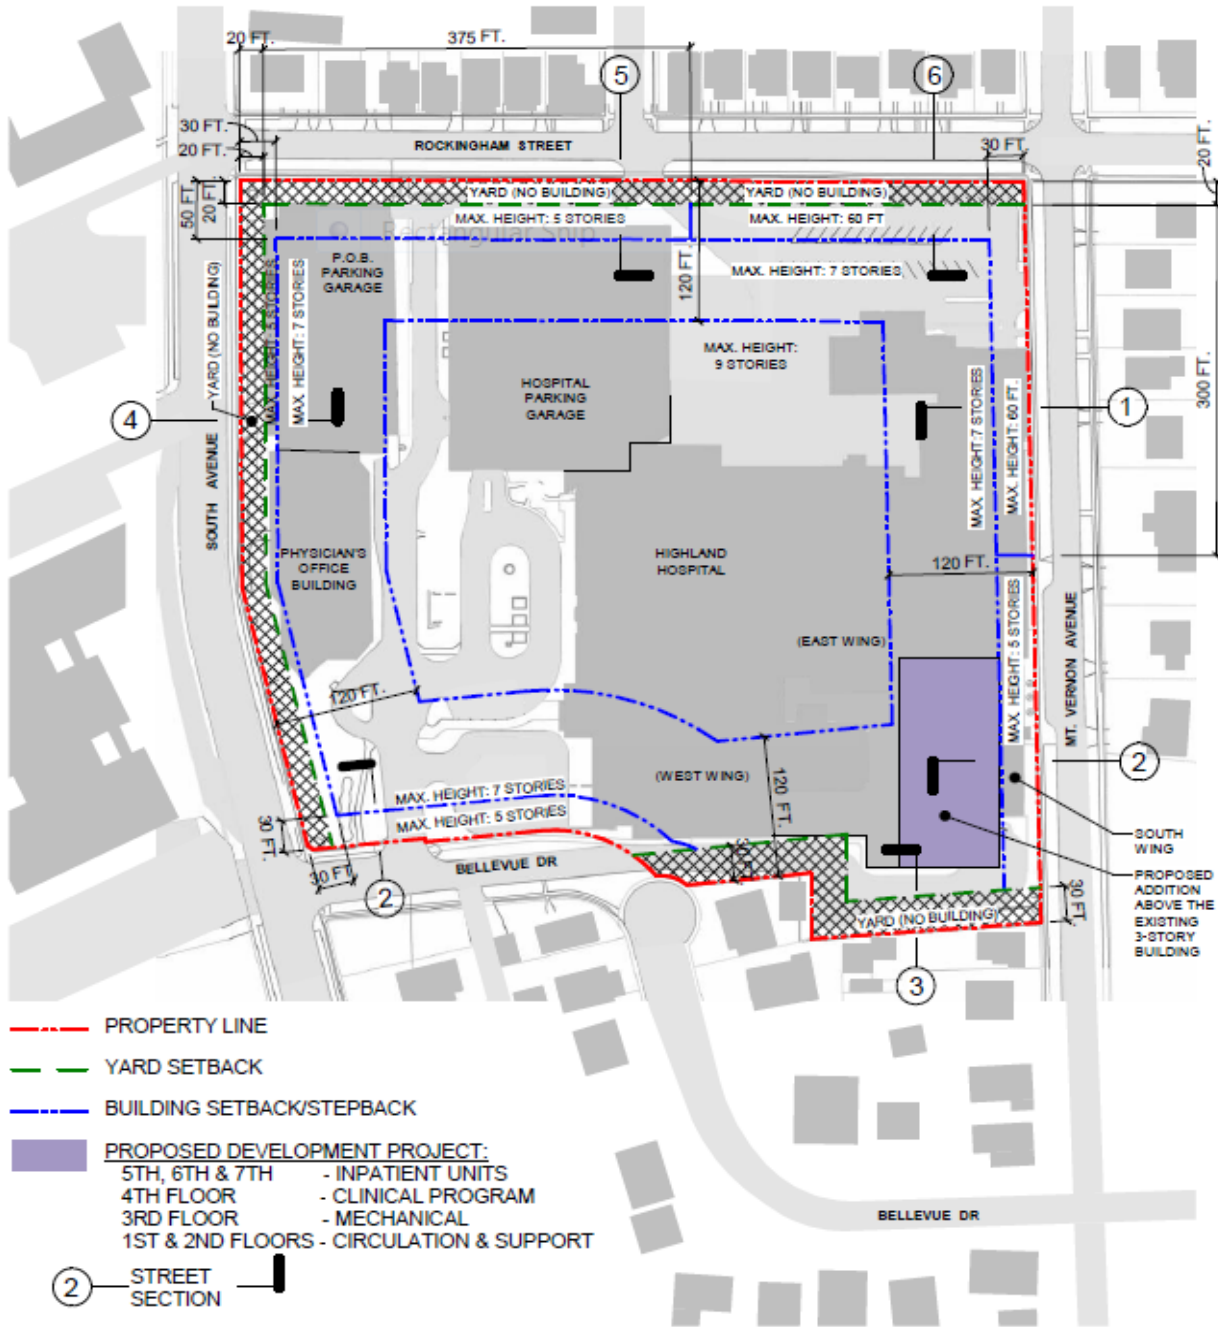 20 FT.
375 FT.
5
6
30 FT.
20 FT.
ROCKINGHAM STREET
30 FT.
20 FT.
50 FT.
20 FT.
YARD (NO BUILDING)
YARD (NO BUILDING)
MAX. HEIGHT: 5 STORIES
MAX. HEIGHT: 60 FT
Rectangular Snip
P.O.B.
PARKING
GARAGE
MAX. HEIGHT: 7 STORIES
120 FT.
YARD (NO BUILDING)
MAX. HEIGHT: 5 STORIES
MAX. HEIGHT: 7 STORIES
MAX. HEIGHT:
9 STORIES
HOSPITAL
PARKING
GARAGE
MAX. HEIGHT: 7 STORIES
MAX. HEIGHT: 60 FT.
300 FT.
4
1
SOUTH AVENUE
PHYSICIAN'S
OFFICE
BUILDING
HIGHLAND
HOSPITAL
120 FT.
(EAST WING)
MAX. HEIGHT: 5 STORIES
MT. VERNON AVENUE
120 FT.
(WEST WING)
120 FT.
2
MAX. HEIGHT: 7 STORIES
MAX. HEIGHT: 5 STORIES
30 FT.
30 FT.
BELLEVUE DR
2
30 FT.
SOUTH
WING
PROPOSED
ADDITION
ABOVE THE
EXISTING
3-STORY
BUILDING
30 FT.
YARD (NO BUILDING)
3
PROPERTY LINE
YARD SETBACK
BUILDING SETBACK/STEPBACK
PROPOSED DEVELOPMENT PROJECT:
5TH, 6TH & 7TH - INPATIENT UNITS
4TH FLOOR - CLINICAL PROGRAM
3RD FLOOR - MECHANICAL
1ST & 2ND FLOORS - CIRCULATION & SUPPORT
2 STREET
SECTION
BELLEVUE DR